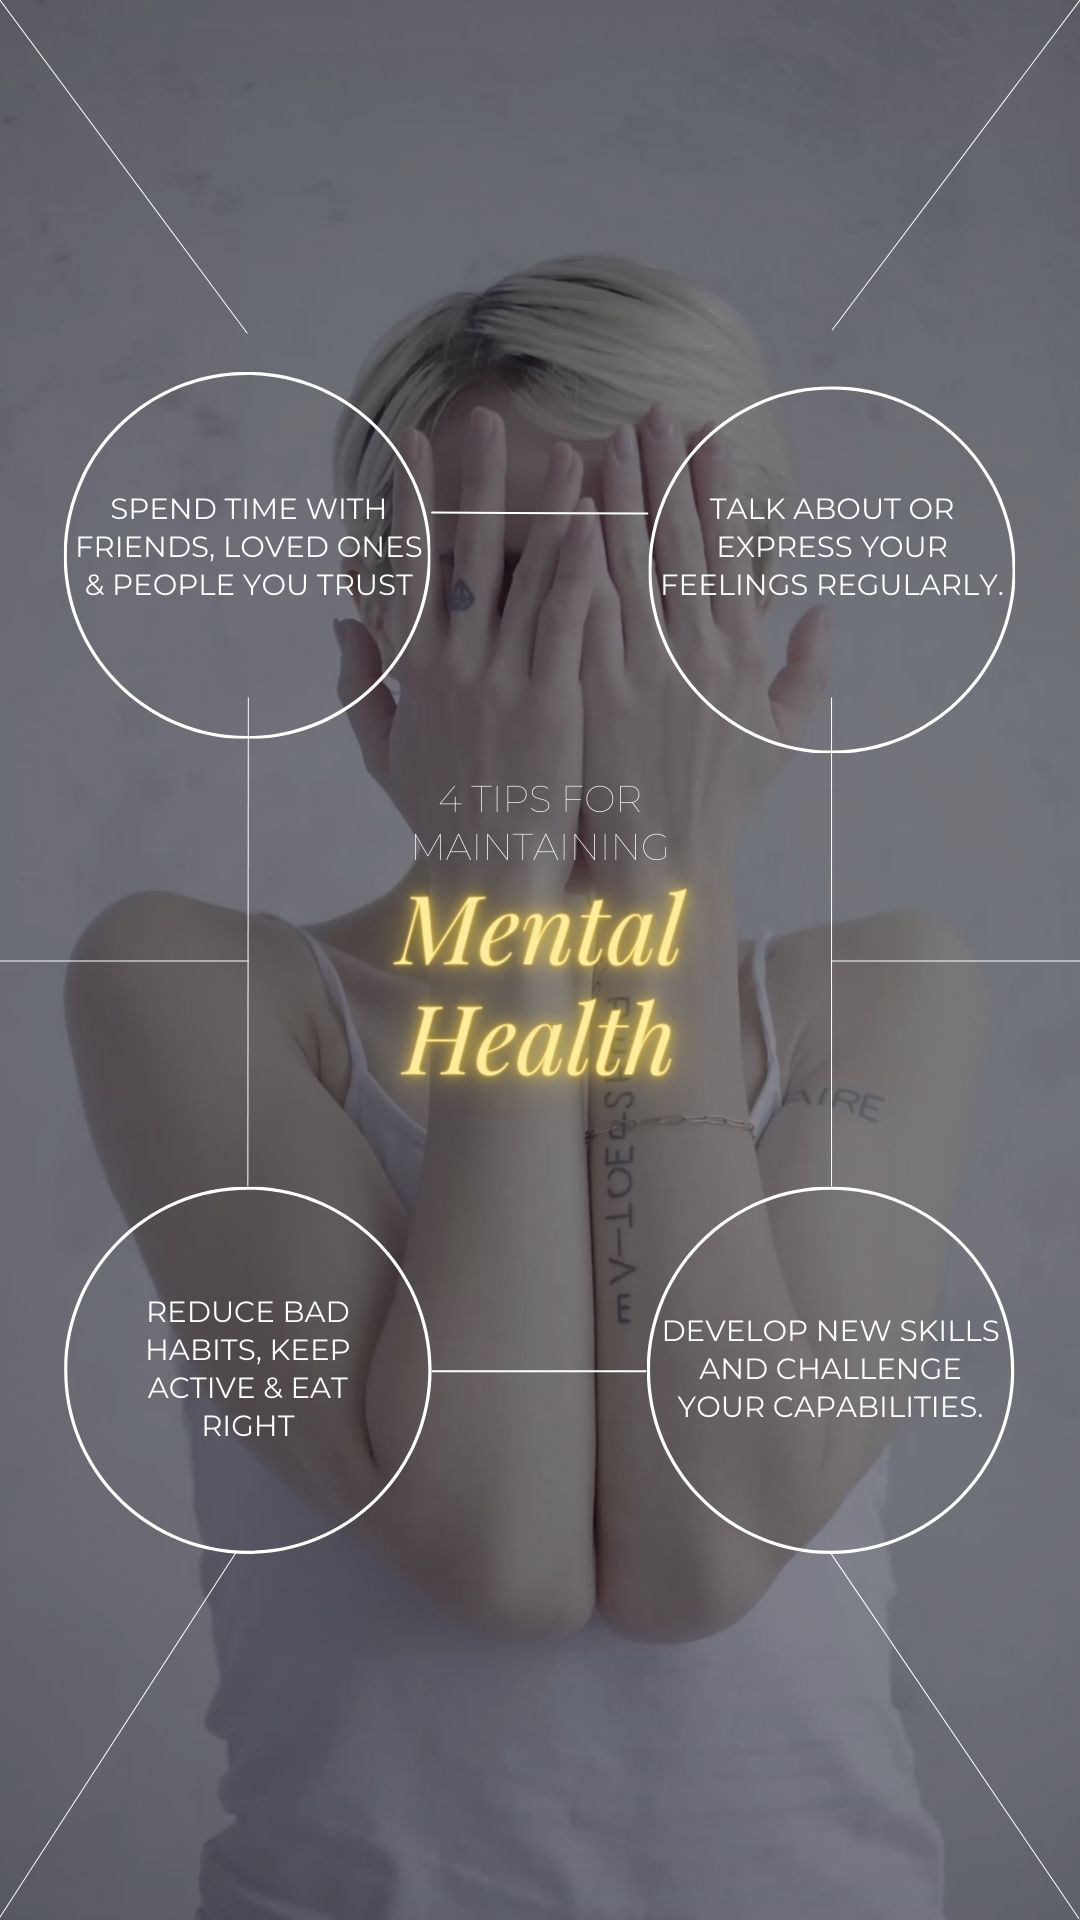 SPEND TIME WITH
FRIENDS, LOVED ONES
& PEOPLE YOU TRUST
TALK ABOUT OR
EXPRESS YOUR
FEELINGS REGULARLY.
4 TIPS FOR
MAINTAINING
Mental
Health
AIRE
REDUCE BAD
HABITS, KEEP
ACTIVE & EAT
RIGHT
DEVELOP NEW SKILLS
AND CHALLENGE
YOUR CAPABILITIES.